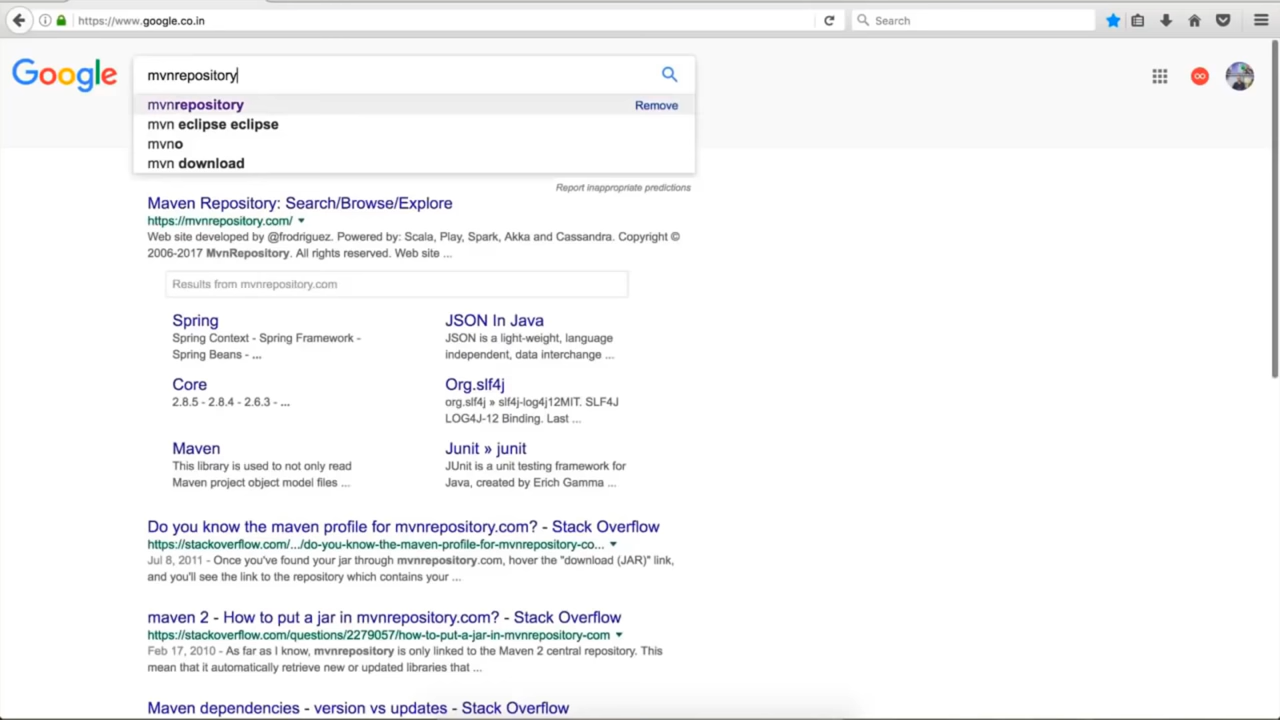 https://www.google.co.in
Search
Google
mvnrepository
mvnrepository
Remove
mvn eclipse eclipse
mvno
mvn download
Report inappropriate predictions
Maven Repository: Search/Browse/Explore
https://mvnrepository.com/
Web site developed by @frodriguez. Powered by: Scala, Play, Spark, Akka and Cassandra. Copyright ©
2006-2017 MvnRepository. All rights reserved. Web site ...
Results from mvnrepository.com
Spring
Spring Context - Spring Framework -
Spring Beans - ...
JSON In Java
JSON is a light-weight, language
independent, data interchange ...
Core
2.8.5 - 2.8.4 - 2.6.3 - ...
Org.slf4j
org.slf4j » slf4j-log4j12MIT. SLF4J
LOG4J-12 Binding. Last ...
Maven
This library is used to not only read
Maven project object model files ...
Junit » junit
JUnit is a unit testing framework for
Java, created by Erich Gamma ...
Do you know the maven profile for mvnrepository.com? - Stack Overflow
https://stackoverflow.com/.../do-you-know-the-maven-profile-for-mvnrepository-co...
Jul 8, 2011 - Once you've found your jar through mvnrepository.com, hover the "download (JAR)" link,
and you'll see the link to the repository which contains your ...
maven 2 - How to put a jar in mvnrepository.com? - Stack Overflow
https://stackoverflow.com/questions/2279057/how-to-put-a-jar-in-mvnrepository-com
Feb 17, 2010 - As far as I know, mvnrepository is only linked to the Maven 2 central repository. This
mean that it automatically retrieve new or updated libraries that ...
Maven dependencies - version vs updates - Stack Overflow